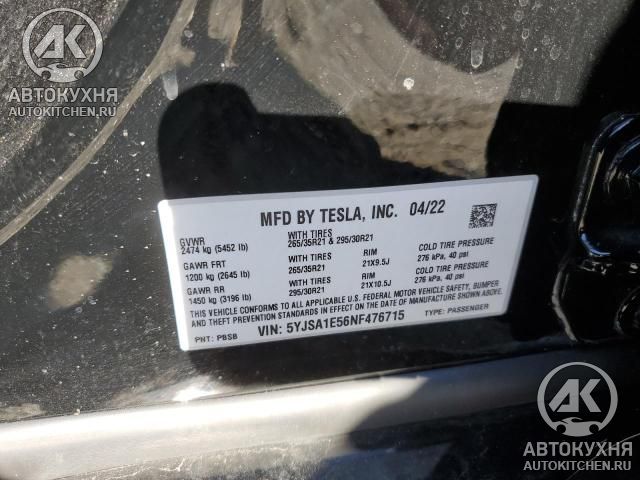 AK
АВТОКУХНЯ
AUTOKITCHEN.RU
MFD BY TESLA, INC. 04/22
GVWR WITH TIRES
2474 kg (5452 lb) 265/35R21 & 295/30R21
GAWR FRT WITH TIRES RIM COLD TIRE PRESSURE
1200 kg (2645 lb) 265/35R21 21X9.5J 276 kPa, 40 psi
GAWR RR WITH TIRES RIM COLD TIRE PRESSURE
1450 kg (3196 lb) 295/30R21 21X10.5J 276 kPa, 40 psi
THIS VEHICLE CONFORMS TO ALL APPLICABLE U.S. FEDERAL MOTOR VEHICLE SAFETY, BUMPER,
AND THEFT PREVENTION STANDARDS IN EFFECT ON THE DATE OF MANUFACTURE SHOWN ABOVE.
VIN: 5YJSA1E56NF476715 TYPE: PASSENGER
PNT: PBSB
AK
АВТОКУХНЯ
AUTOKITCHEN.RU